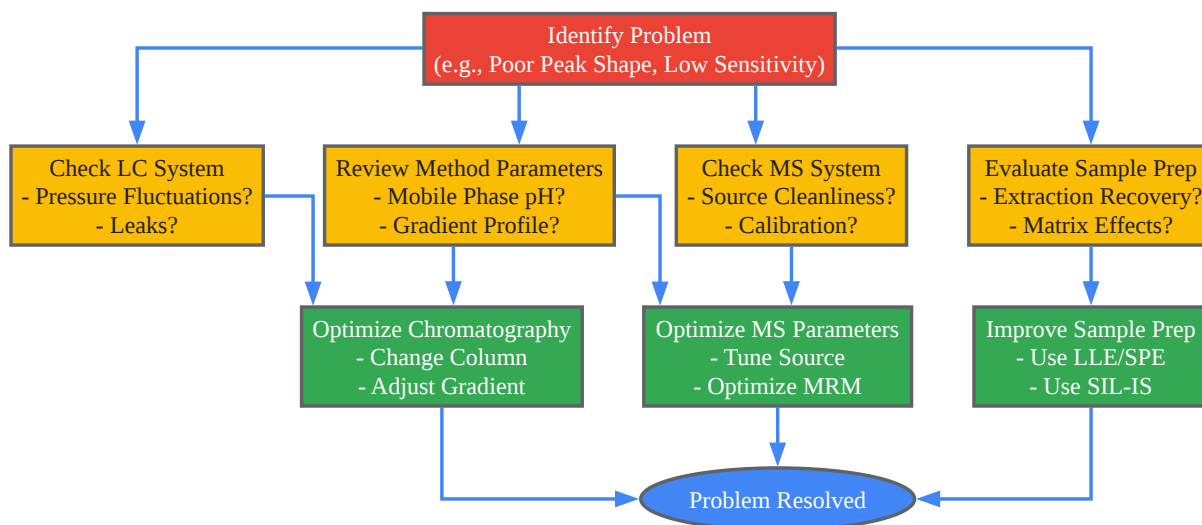 Identify Problem
(e.g., Poor Peak Shape, Low Sensitivity)
Check LC System
- Pressure Fluctuations?
- Leaks?
Review Method Parameters
- Mobile Phase pH?
- Gradient Profile?
Check MS System
- Source Cleanliness?
- Calibration?
Evaluate Sample Prep
- Extraction Recovery?
- Matrix Effects?
Optimize Chromatography
- Change Column
- Adjust Gradient
Optimize MS Parameters
- Tune Source
- Optimize MRM
Improve Sample Prep
- Use LLE/SPE
- Use SIL-IS
Problem Resolved